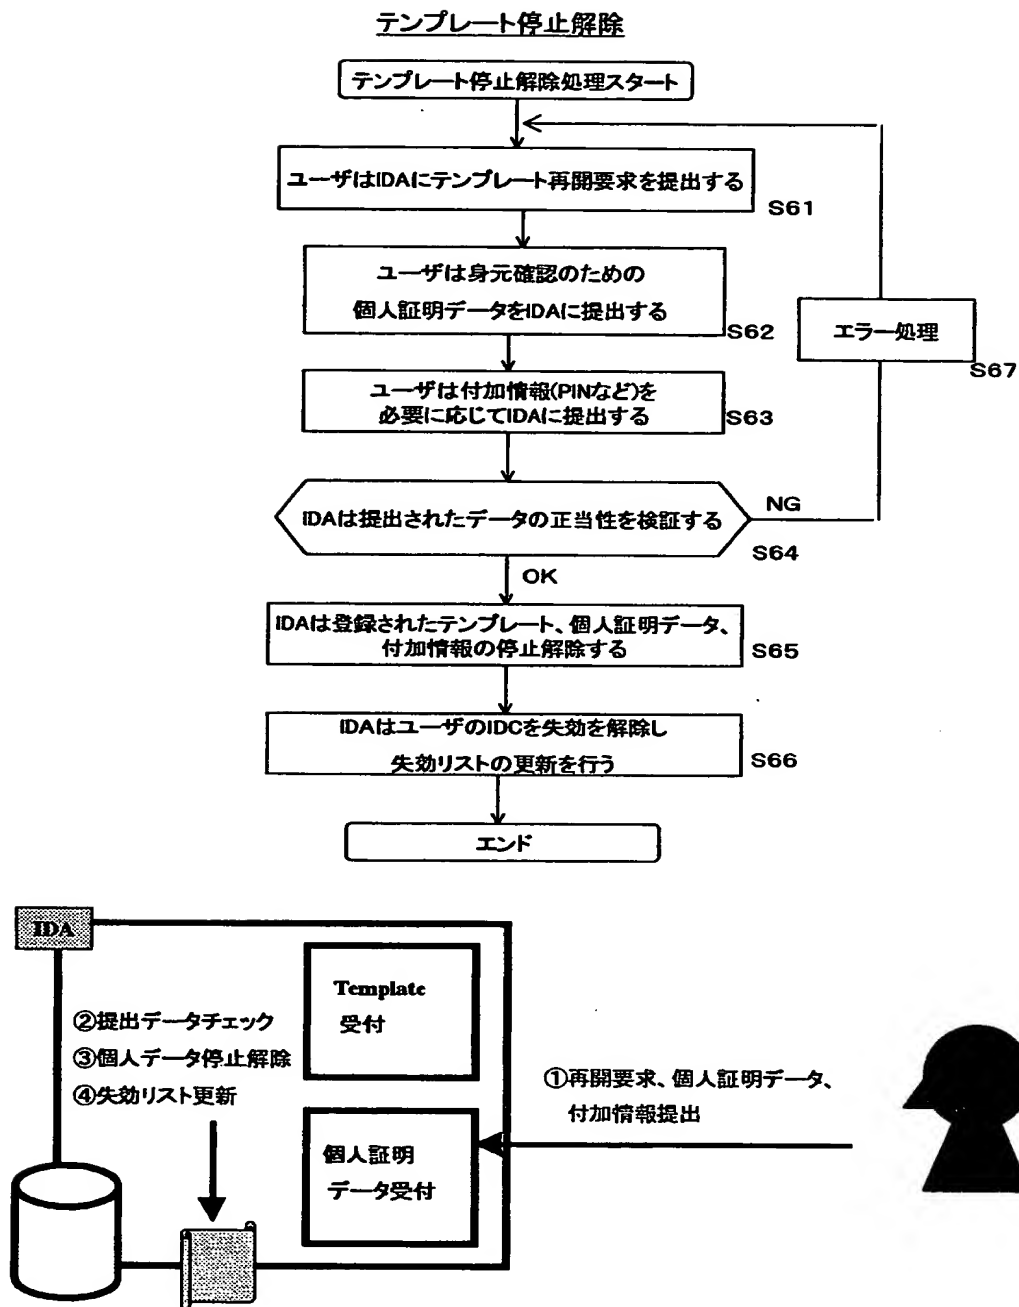 テンプレート停止解除
テンプレート停止解除処理スタート
ユーザはIDAにテンプレート再開要求を提出する
S61
ユーザは身元確認のための
個人証明データをIDAに提出する
S62
エラー処理
S67
ユーザは付加情報(PINなど)を
必要に応じてIDAに提出する
S63
IDAは提出されたデータの正当性を検証する
NG
S64
OK
IDAは登録されたテンプレート、個人証明データ、
付加情報の停止解除する
S65
IDAはユーザのIDCを失効を解除し
失効リストの更新を行う
S66
エンド
IDA
Template
受付
②提出データチェック
③個人データ停止解除
④失効リスト更新
①再開要求、個人証明データ、
付加情報提出
個人証明
データ受付